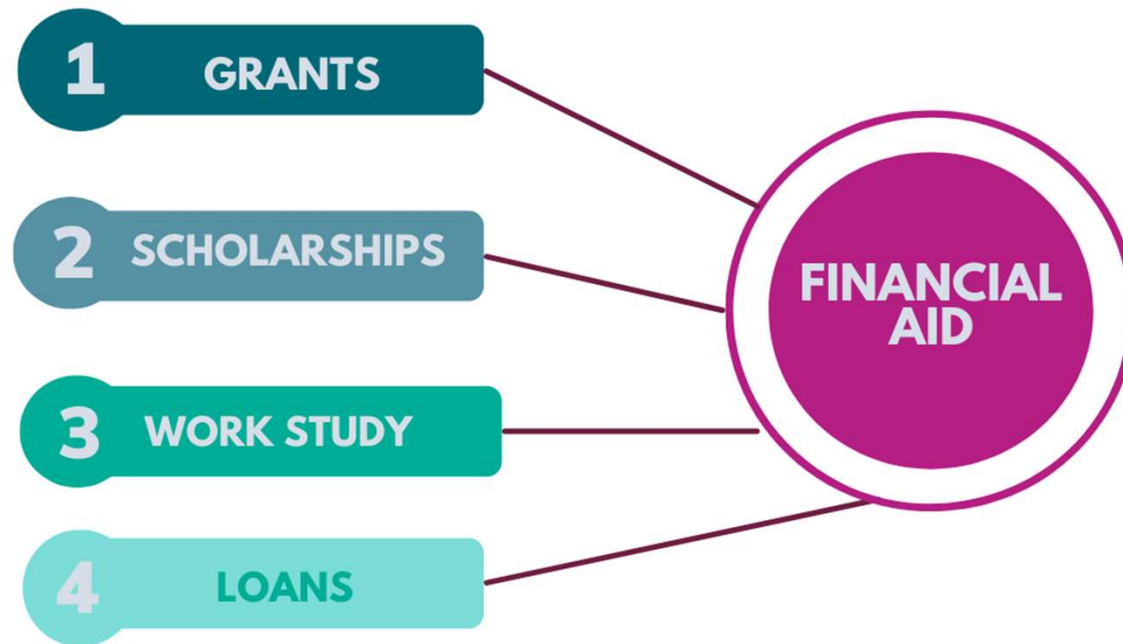 1 GRANTS
2 SCHOLARSHIPS
3 WORK STUDY
4 LOANS
FINANCIAL
AID